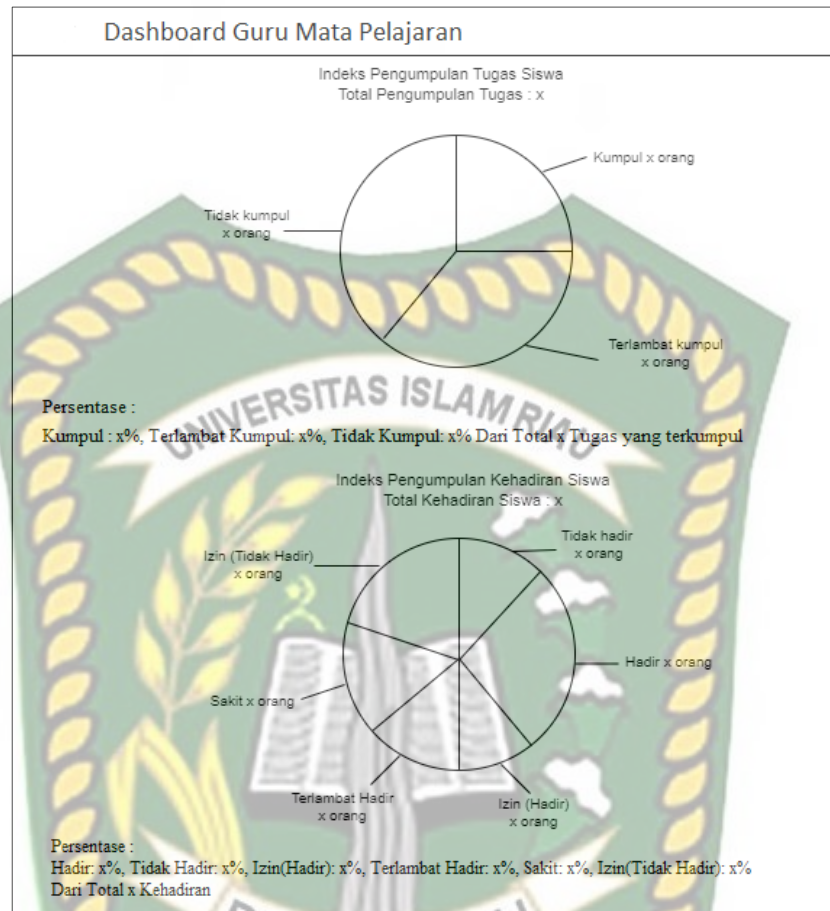 Dashboard Guru Mata Pelajaran
Indeks Pengumpulan Tugas Siswa
Total Pengumpulan Tugas : x
Kumpul x orang
Tidak kumpul
x orang
Terlambat kumpul
x orang
UNIVERSITAS ISLAM RIAU
Persentase :
Kumpul : x%, Terlambat Kumpul: x%, Tidak Kumpul: x% Dari Total x Tugas yang terkumpul
Indeks Pengumpulan Kehadiran Siswa
Total Kehadiran Siswa : x
Tidak hadir
x orang
Izin (Tidak Hadir)
x orang
Hadir x orang
Sakit x orang
Terlambat Hadir
x orang
Izin (Hadir)
x orang
Persentase :
Hadir: x%, Tidak Hadir: x%, Izin(Hadir): x%, Terlambat Hadir: x%, Sakit: x%, Izin(Tidak Hadir): x%
Dari Total x Kehadiran